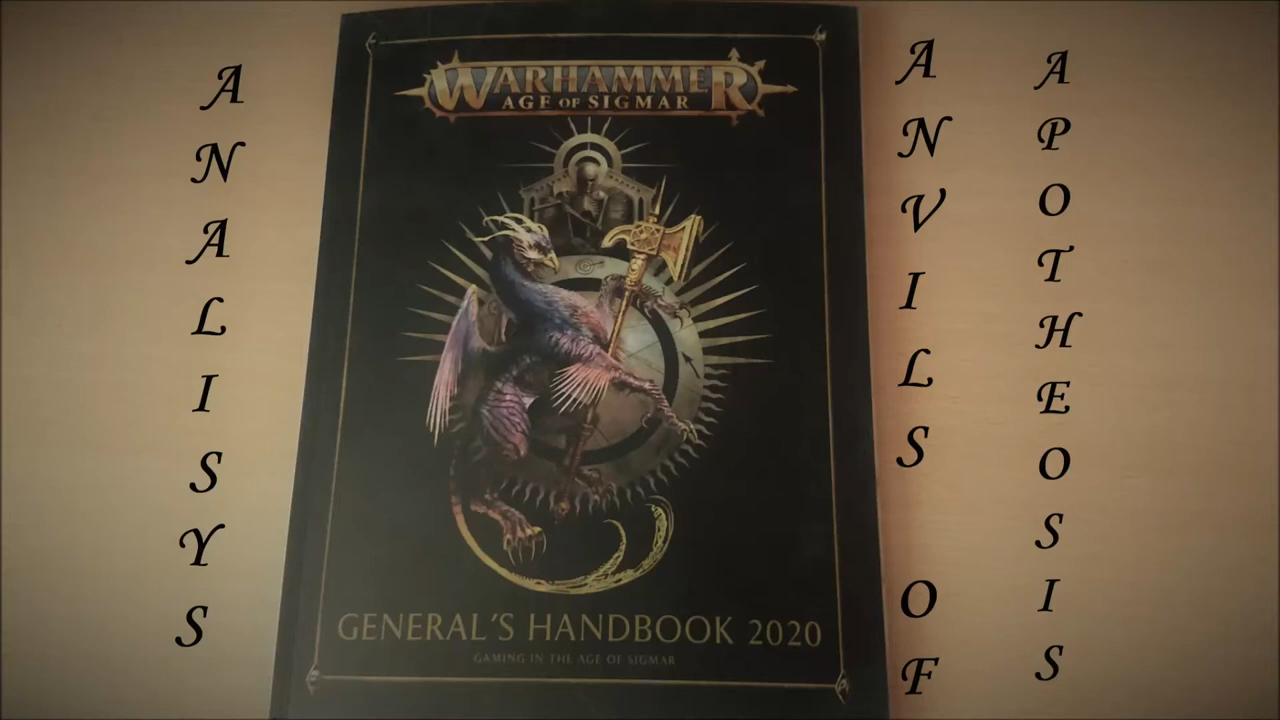 ANALISYS
WARHAMMER
AGE OF SIGMAR
GENERAL'S HANDBOOK 2020
GAMING IN THE AGE OF SIGMAR
ANVILS OF
APOTHEOSIS